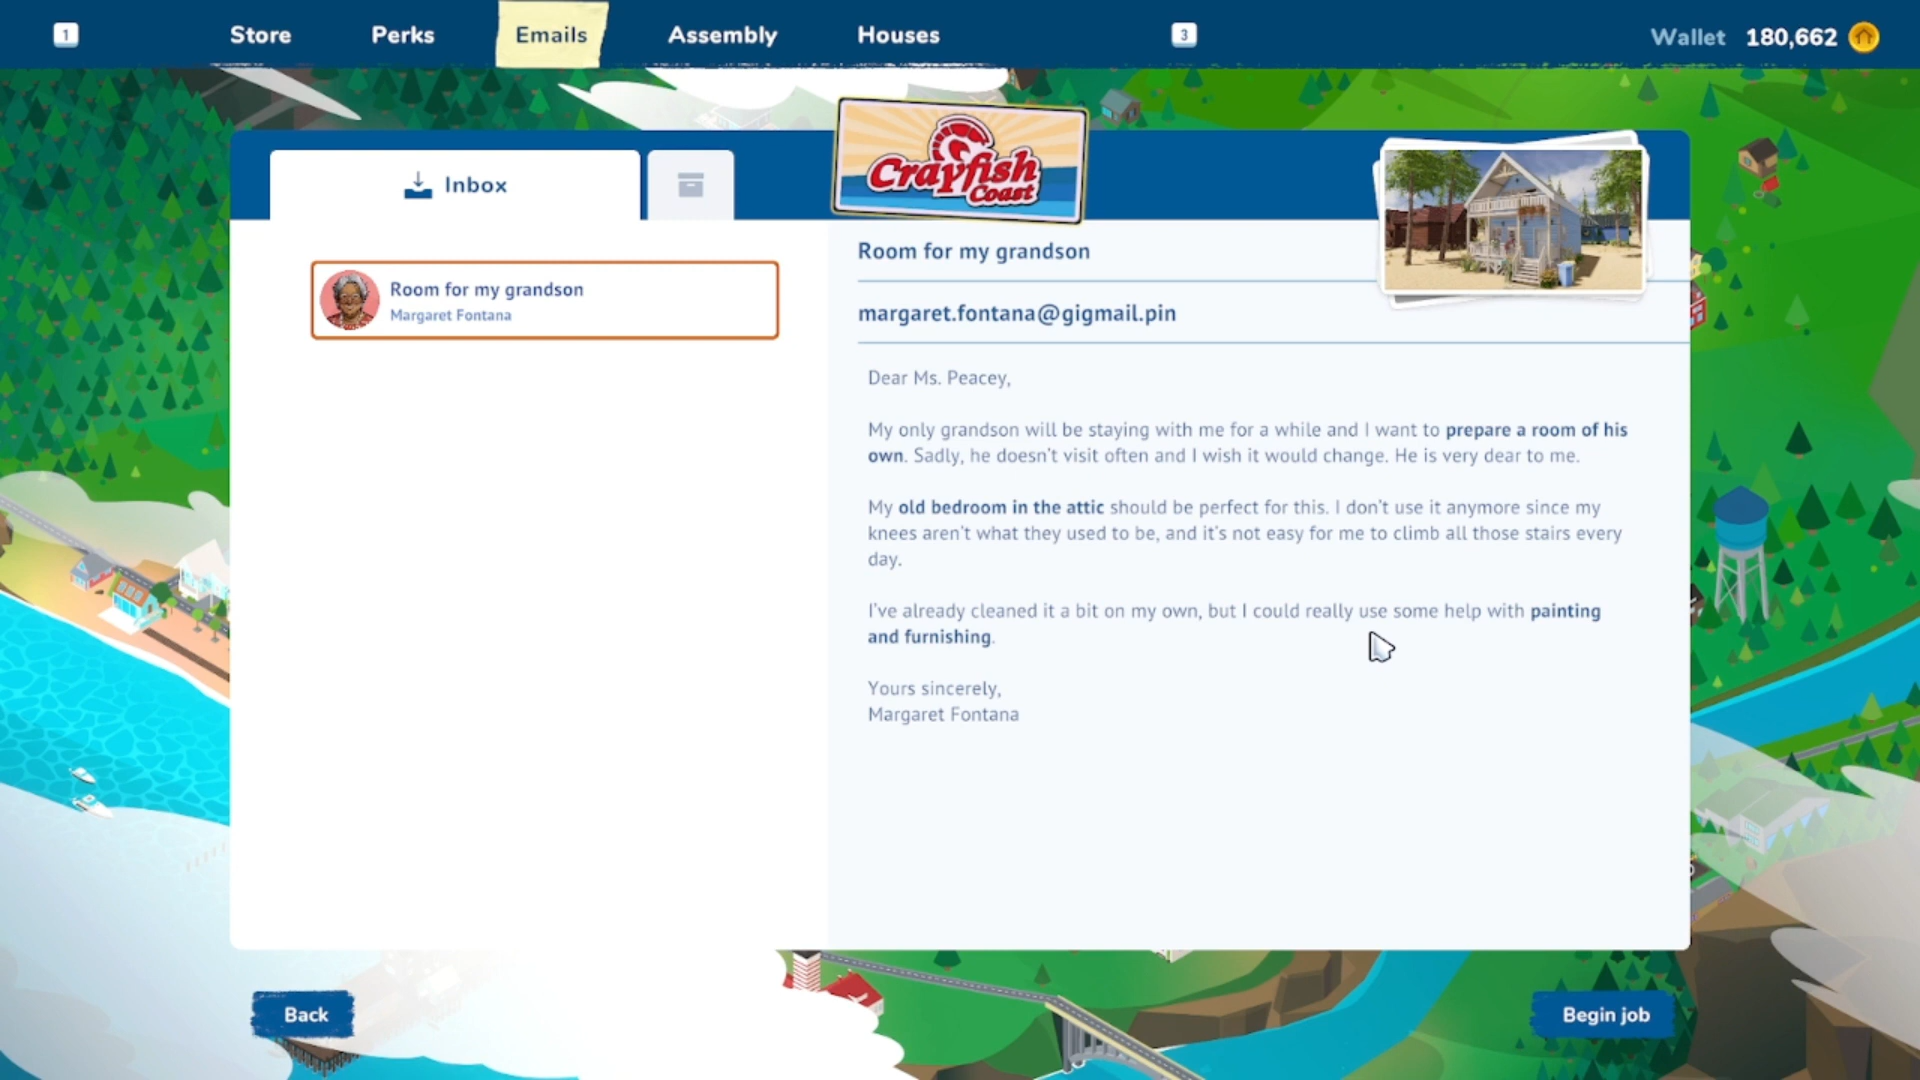 1
Store
Perks
Emails
Assembly
Houses
3
Wallet 180,662
Inbox
Crayfish
Coast
Room for my grandson
Margaret Fontana
Room for my grandson
margaret.fontana@gigmail.pin
Dear Ms. Peacey,
My only grandson will be staying with me for a while and I want to prepare a room of his
own. Sadly, he doesn't visit often and I wish it would change. He is very dear to me.
My old bedroom in the attic should be perfect for this. I don't use it anymore since my
knees aren't what they used to be, and it's not easy for me to climb all those stairs every
day.
I've already cleaned it a bit on my own, but I could really use some help with painting
and furnishing.
Yours sincerely,
Margaret Fontana
Back
Begin job